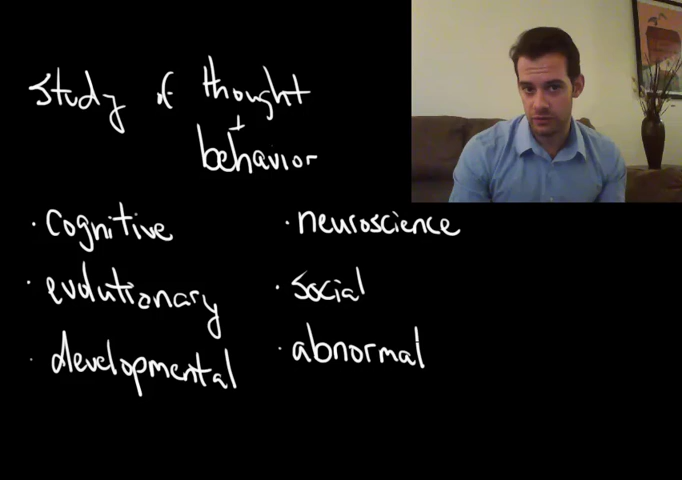 Study of thought
+
behavior
· cognitive
· evolutionary
· developmental
· neuroscience
· social
· abnormal